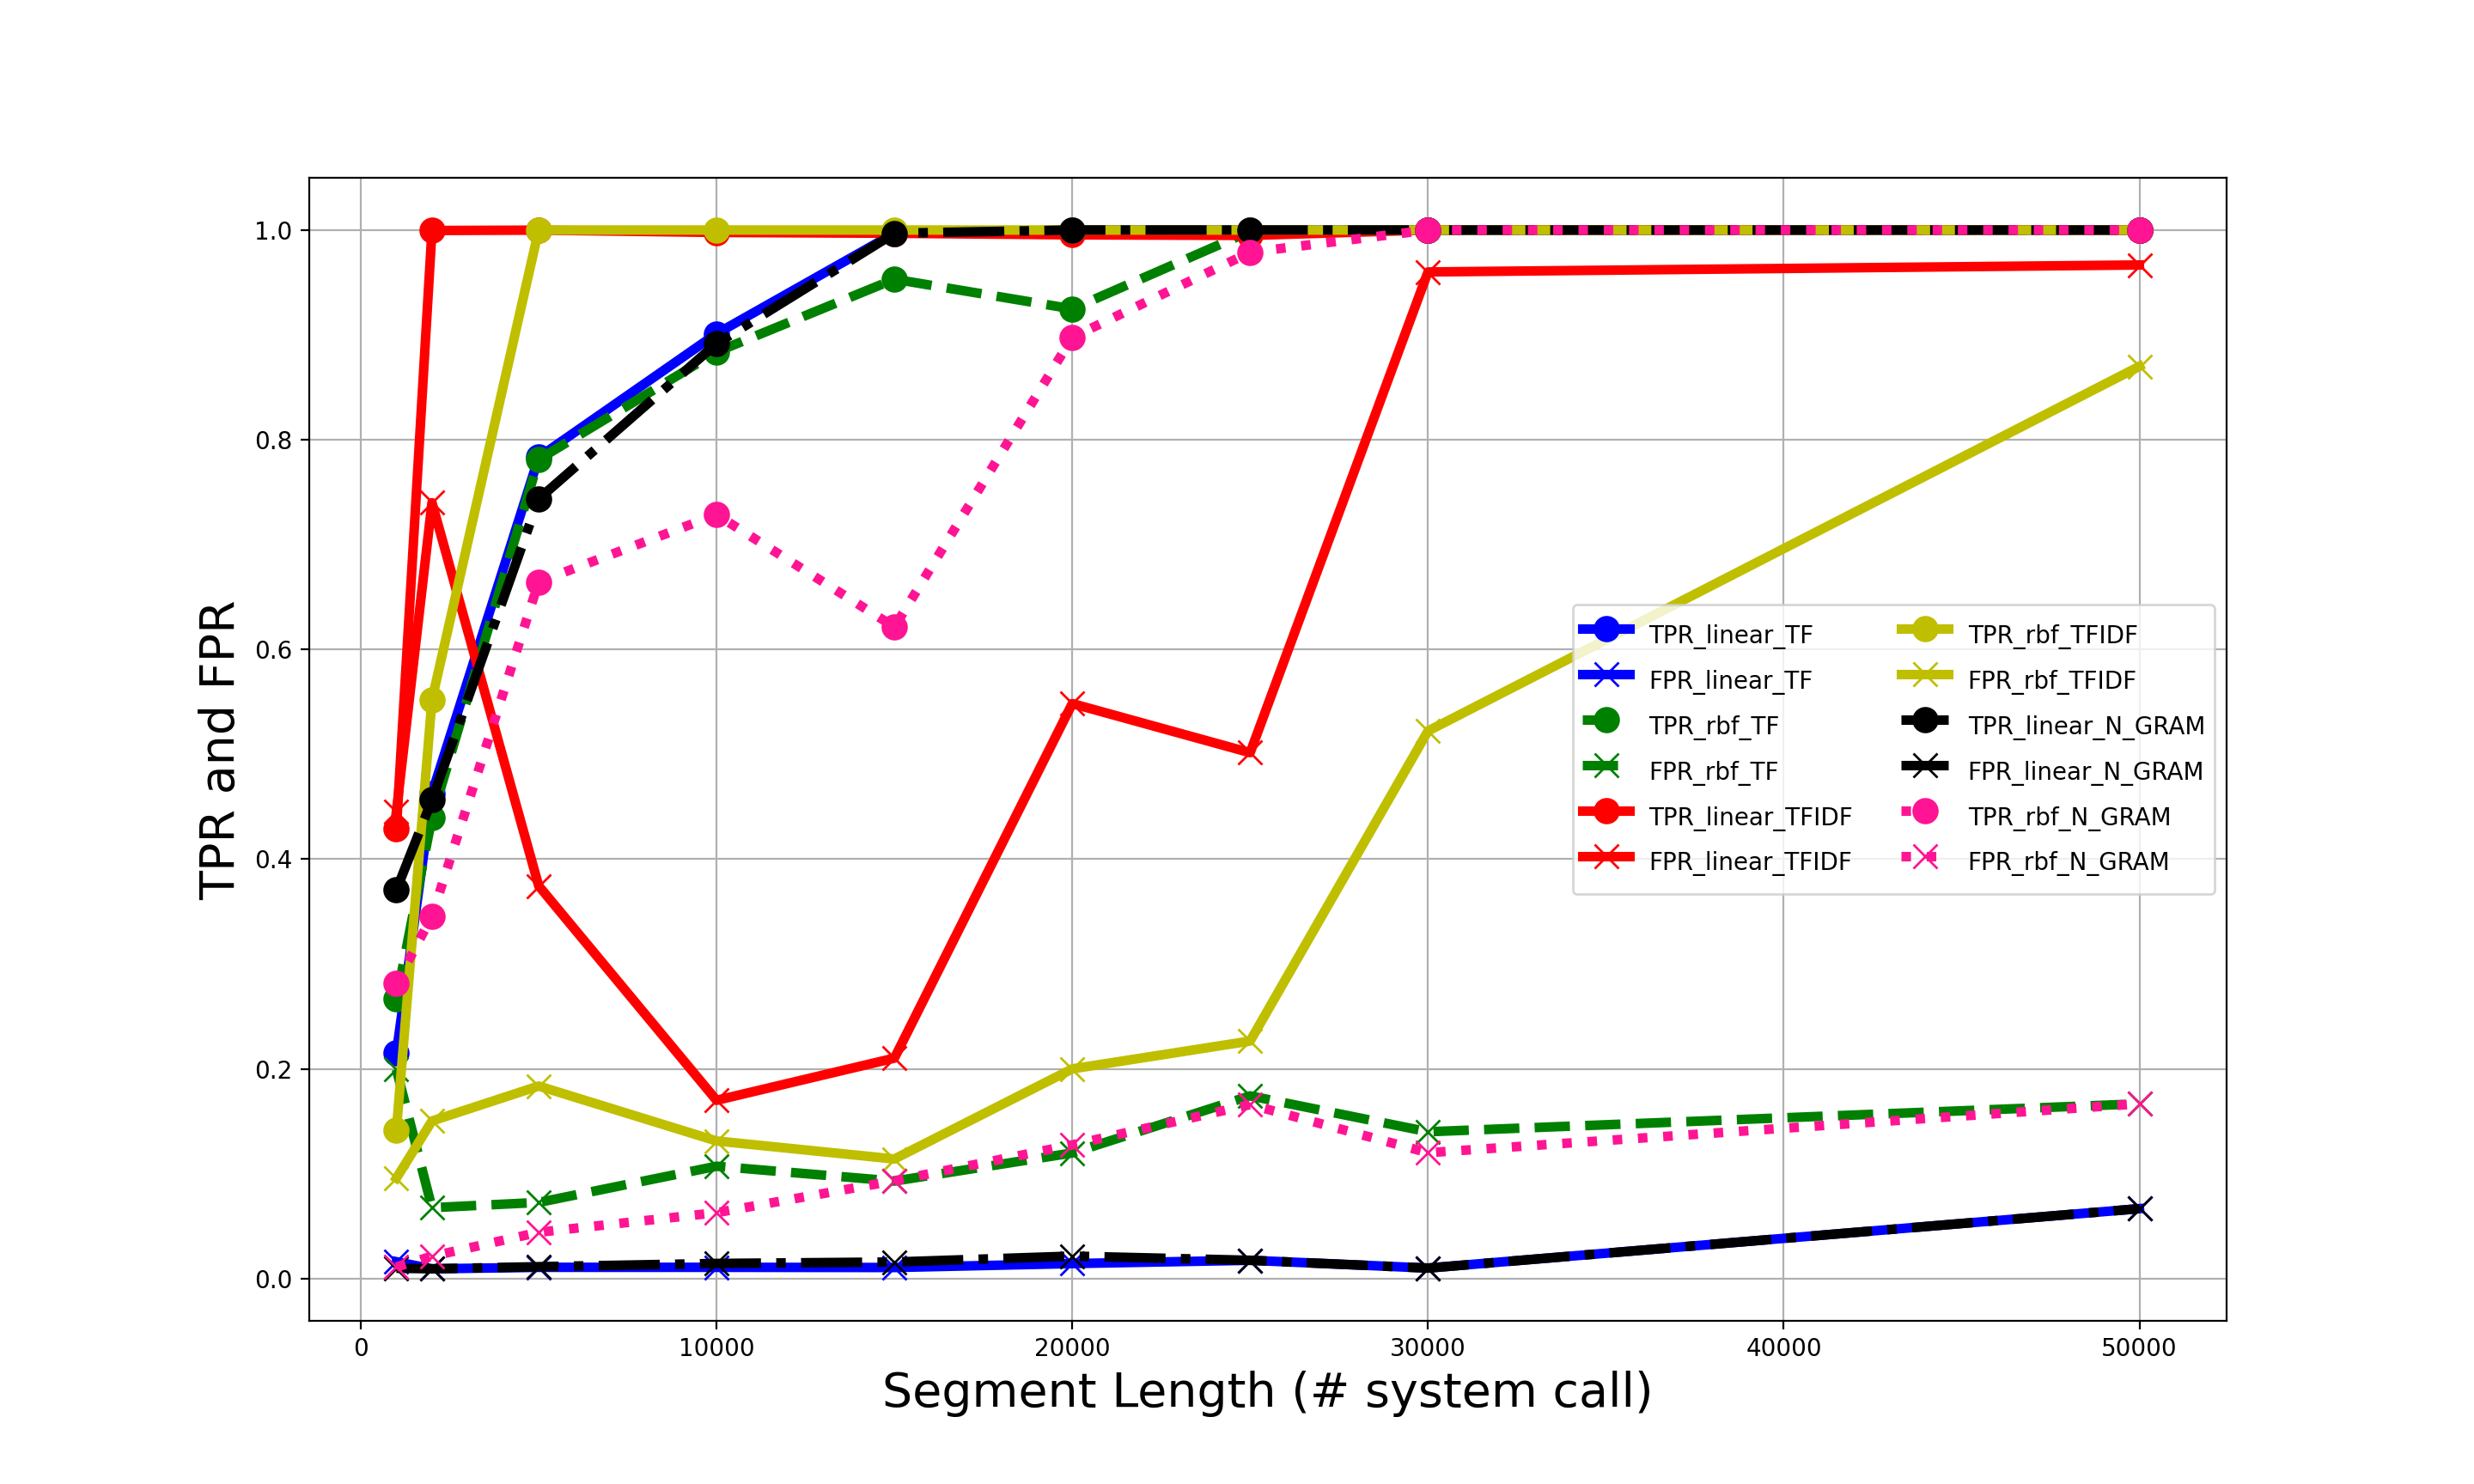 1.0
0.8
0.6
0.4
0.2
0.0
TPR and FPR
0 10000 20000 30000 40000 50000
Segment Length (# system call)
TPR_linear_TF
FPR_linear_TF
TPR_rbf_TF
FPR_rbf_TF
TPR_linear_TFIDF
FPR_linear_TFIDF
TPR_rbf_TFIDF
FPR_rbf_TFIDF
TPR_linear_N_GRAM
FPR_linear_N_GRAM
TPR_rbf_N_GRAM
FPR_rbf_N_GRAM